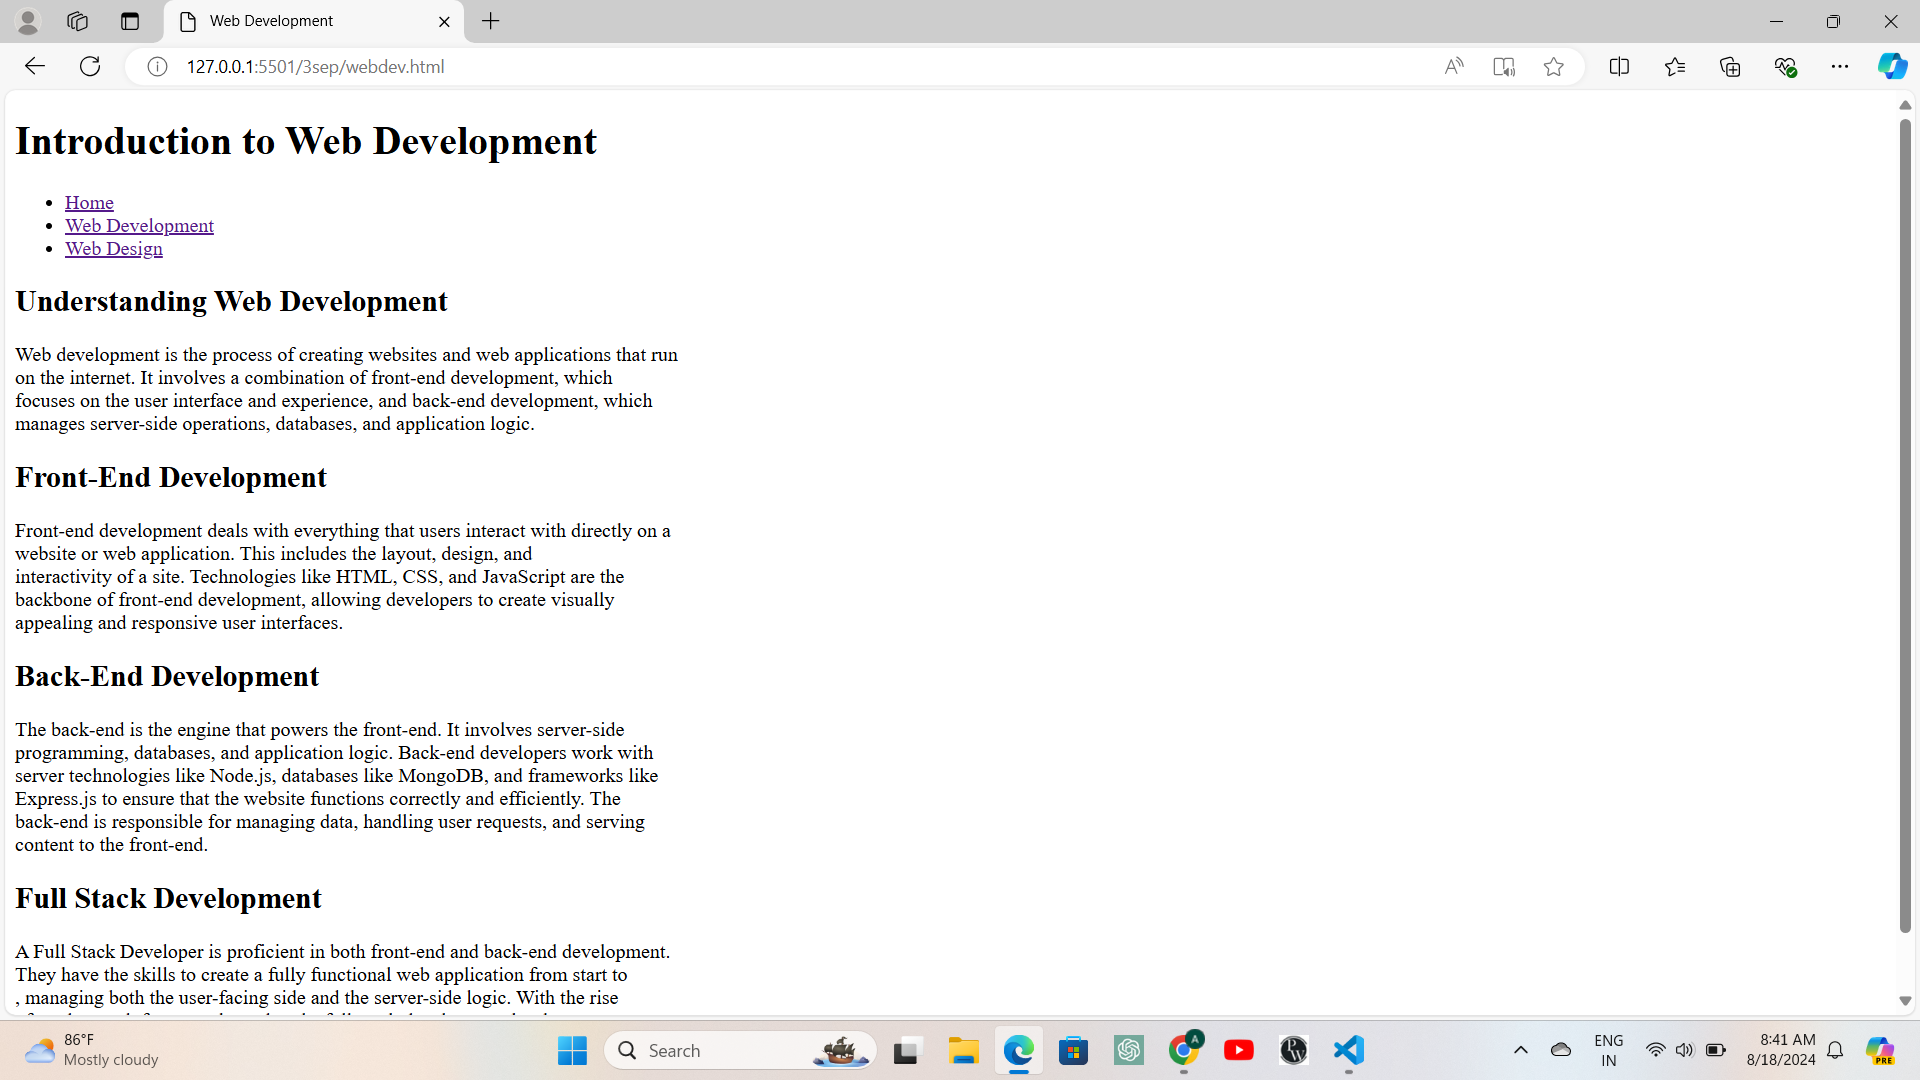 Web Development
127.0.0.1:5501/3sep/webdev.html
Introduction to Web Development
Home
Web Development
Web Design
Understanding Web Development
Web development is the process of creating websites and web applications that run
on the internet. It involves a combination of front-end development, which
focuses on the user interface and experience, and back-end development, which
manages server-side operations, databases, and application logic.
Front-End Development
Front-end development deals with everything that users interact with directly on a
website or web application. This includes the layout, design, and
interactivity of a site. Technologies like HTML, CSS, and JavaScript are the
backbone of front-end development, allowing developers to create visually
appealing and responsive user interfaces.
Back-End Development
The back-end is the engine that powers the front-end. It involves server-side
programming, databases, and application logic. Back-end developers work with
server technologies like Node.js, databases like MongoDB, and frameworks like
Express.js to ensure that the website functions correctly and efficiently. The
back-end is responsible for managing data, handling user requests, and serving
content to the front-end.
Full Stack Development
A Full Stack Developer is proficient in both front-end and back-end development.
They have the skills to create a fully functional web application from start to
, managing both the user-facing side and the server-side logic. With the rise
86°F
Mostly cloudy
Search
A
PW
ENG
IN
8:41 AM
8/18/2024
PRE